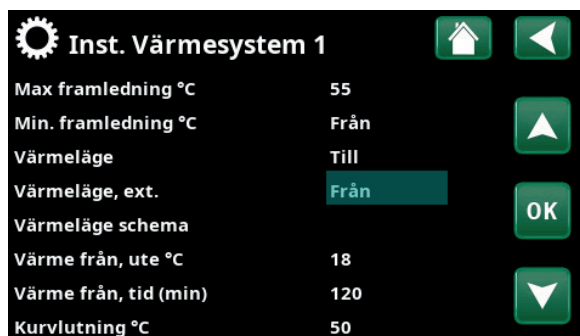 Inst. Värmesystem 1
Max framledning °C 55
Min. framledning °C Från
Värmeläge Till
Värmeläge, ext. Från
Värmeläge schema
OK
Värme från, ute °C 18
Värme från, tid (min) 120
Kurvlutning °C 50